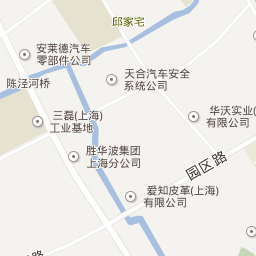 邱家宅
安莱德汽车
零部件公司
天合汽车安全
系统公司
陈泾河桥
三磊(上海)
工业基地
华沃实业(
有限公司
胜华波集团
上海分公司
园区路
爱知皮革(上海)
有限公司
路